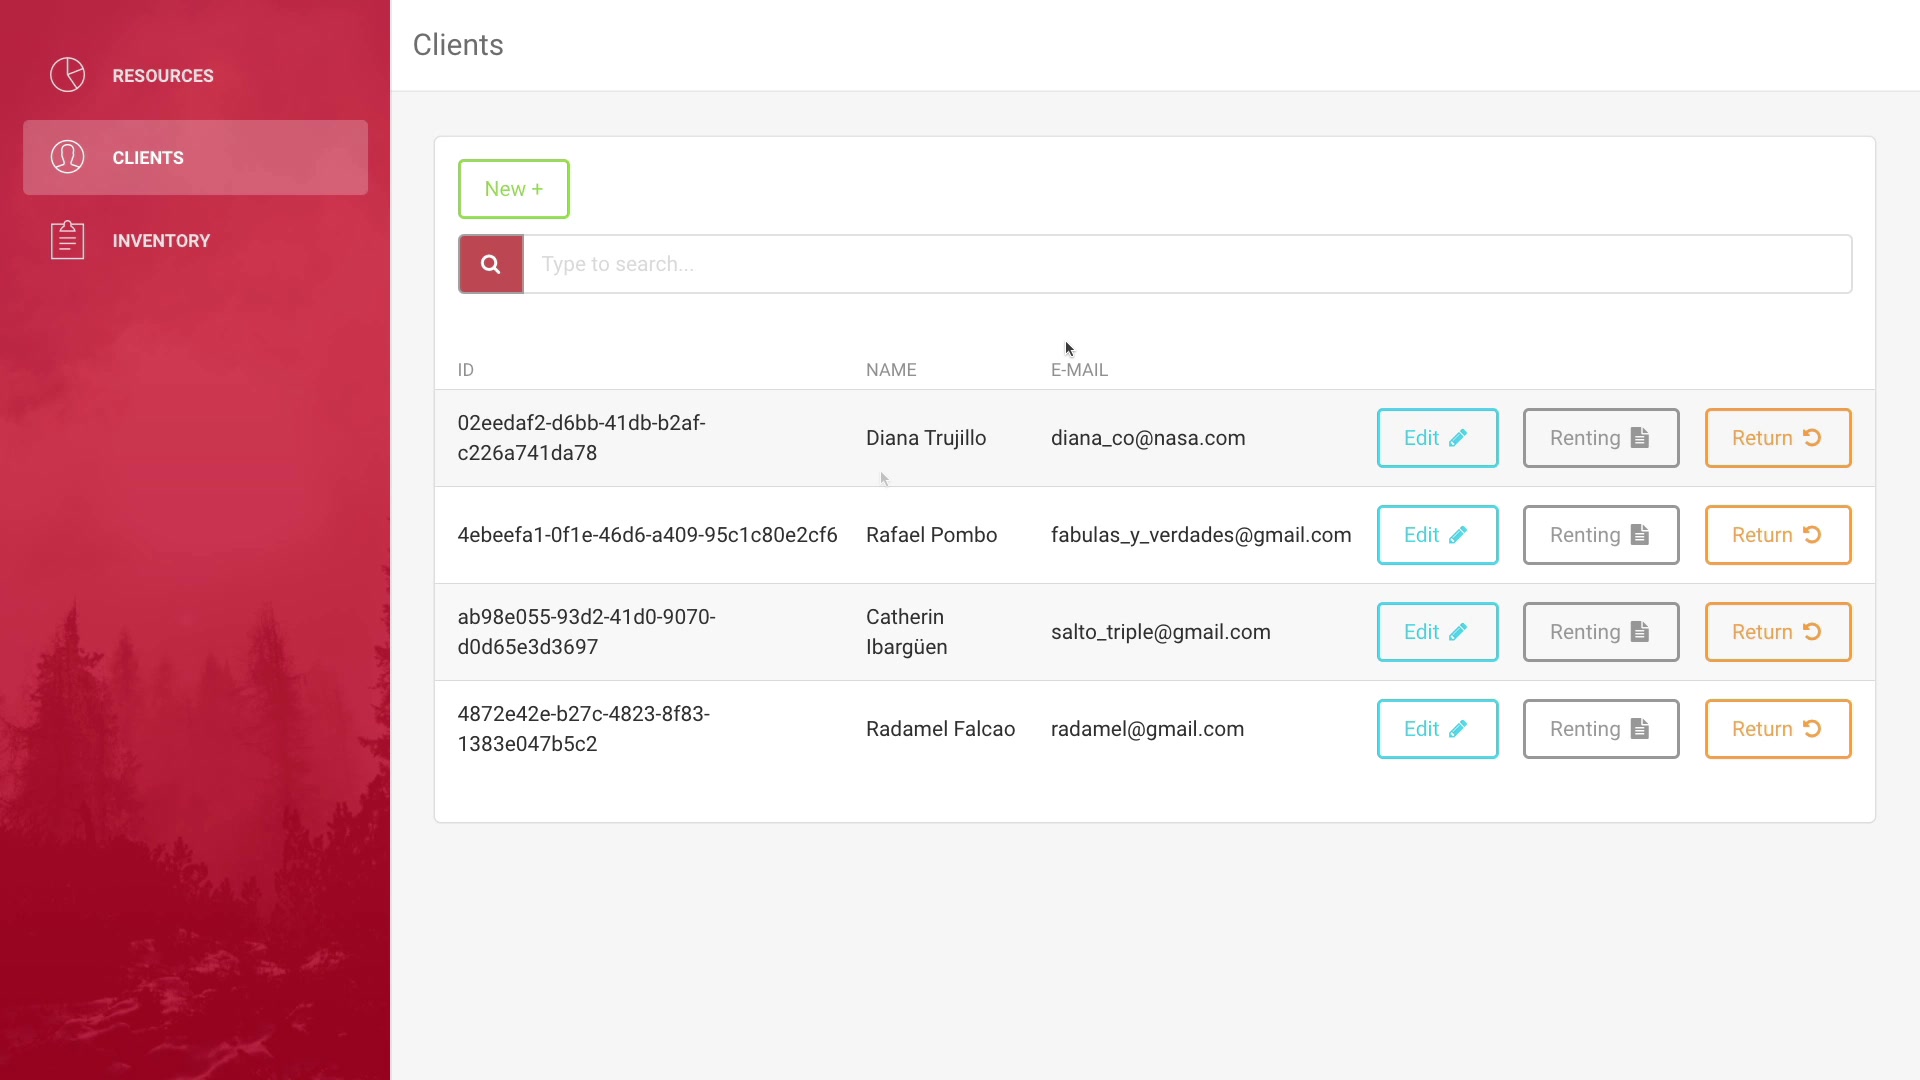 RESOURCES
CLIENTS
INVENTORY
Clients
New +
Type to search...
ID NAME E-MAIL
02eedaf2-d6bb-41db-b2af-
c226a741da78
Diana Trujillo
diana_co@nasa.com
Edit
Renting
Return
4ebeefa1-0f1e-46d6-a409-95c1c80e2cf6
Rafael Pombo
fabulas_y_verdades@gmail.com
Edit
Renting
Return
ab98e055-93d2-41d0-9070-
d0d65e3d3697
Catherin
Ibargüen
salto_triple@gmail.com
Edit
Renting
Return
4872e42e-b27c-4823-8f83-
1383e047b5c2
Radamel Falcao
radamel@gmail.com
Edit
Renting
Return